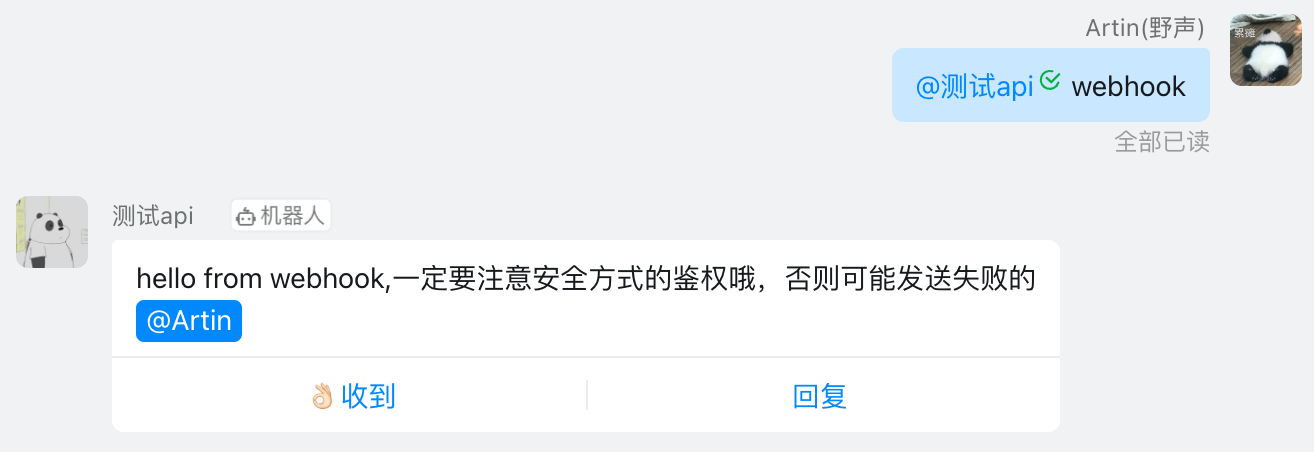 Artin(野声)
累瘫
@测试api webhook
全部已读
测试api 机器人
hello from webhook,一定要注意安全方式的鉴权哦，否则可能发送失败的
@Artin
👌🏻 收到 回复